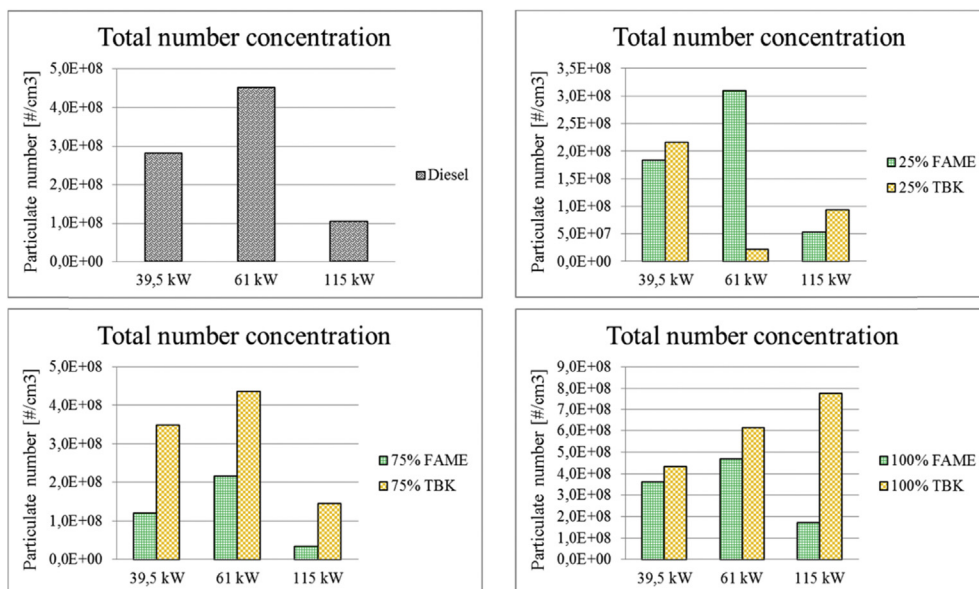 Total number concentration
Particulate number [#/cm3]
5,0E+08
4,0E+08
3,0E+08
2,0E+08
1,0E+08
0,0E+00
39,5 kW 61 kW 115 kW
Diesel
Total number concentration
Particulate number [#/cm3]
3,5E+08
3,0E+08
2,5E+08
2,0E+08
1,5E+08
1,0E+08
5,0E+07
0,0E+00
39,5 kW 61 kW 115 kW
25% FAME
25% TBK
Total number concentration
Particulate number [#/cm3]
5,0E+08
4,0E+08
3,0E+08
2,0E+08
1,0E+08
0,0E+00
39,5 kW 61 kW 115 kW
75% FAME
75% TBK
Total number concentration
Particulate number [#/cm3]
9,0E+08
8,0E+08
7,0E+08
6,0E+08
5,0E+08
4,0E+08
3,0E+08
2,0E+08
1,0E+08
0,0E+00
39,5 kW 61 kW 115 kW
100% FAME
100% TBK